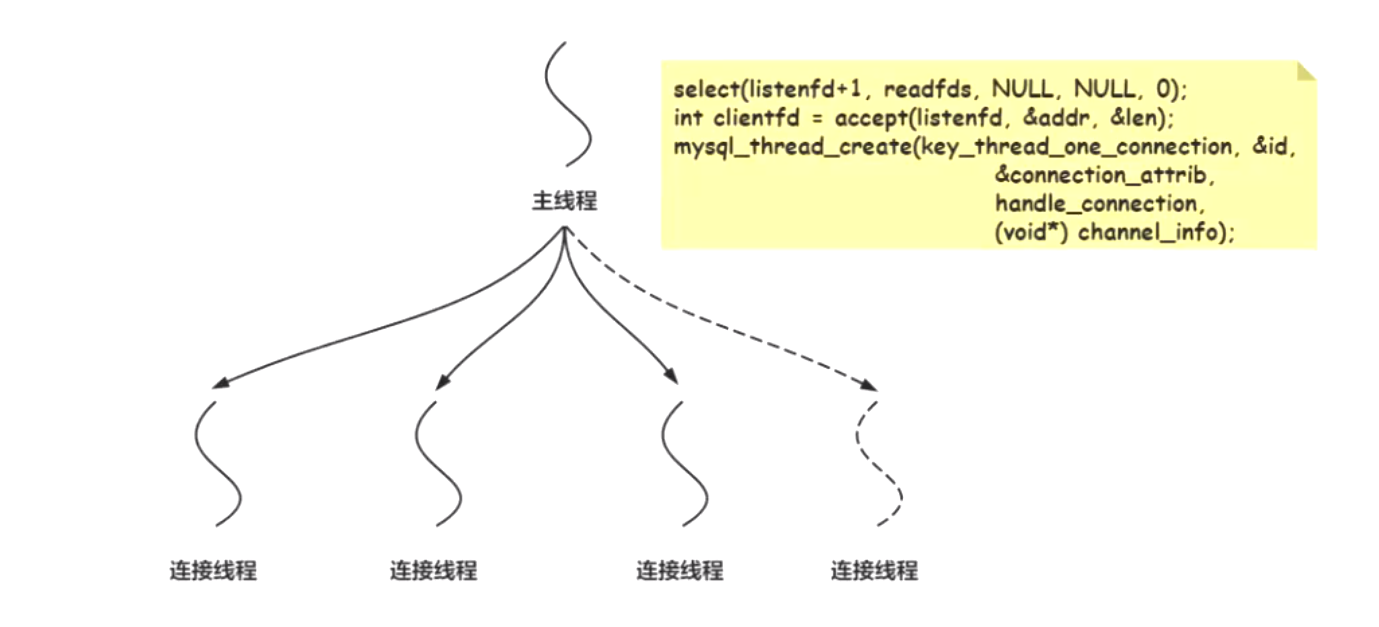 select(listenfd+1, readfds, NULL, NULL, 0);
int clientfd = accept(listenfd, &addr, &len);
mysql_thread_create(key_thread_one_connection, &id,
&connection_attrib,
handle_connection,
(void*) channel_info);
主线程
连接线程
连接线程
连接线程
连接线程